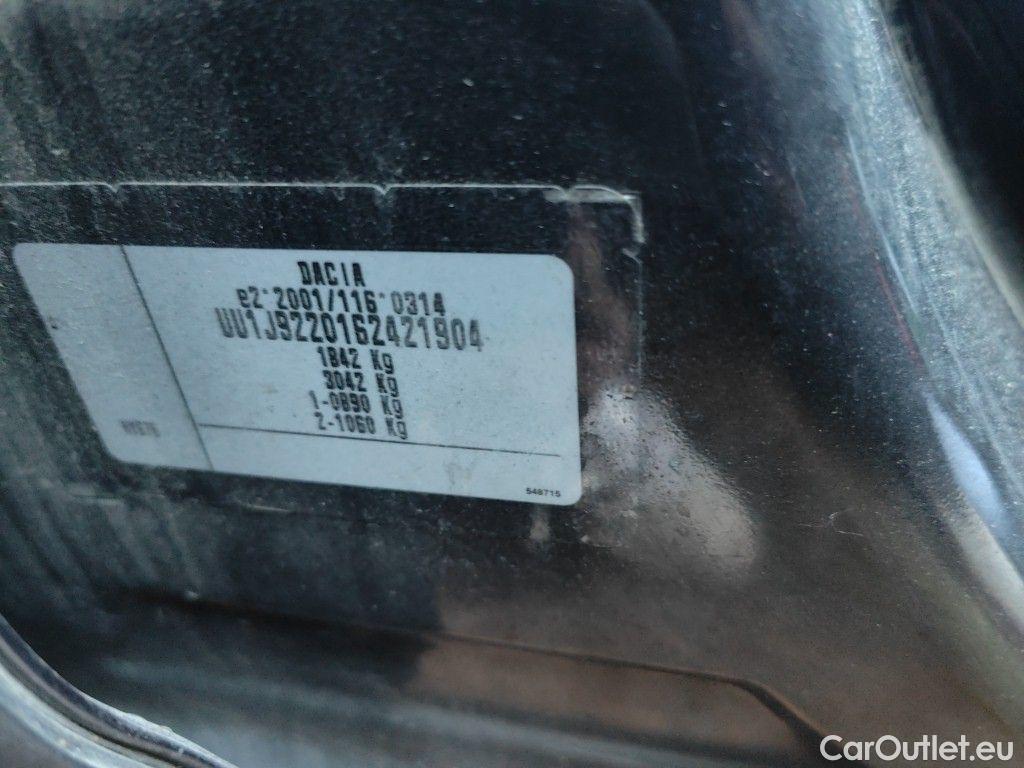 DACIA
e2*2001/116*0314
UU1J9220162421904
1842 Kg
3042 Kg
1-0890 Kg
2-1060 Kg
548715
CarOutlet.eu